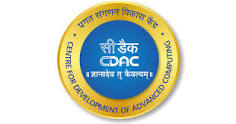 प्रगत संगणन विकास केंद्र
सी डैक
CDAC
॥ ज्ञानादेव तु कैवल्यम् ॥
CENTRE FOR DEVELOPMENT OF ADVANCED COMPUTING